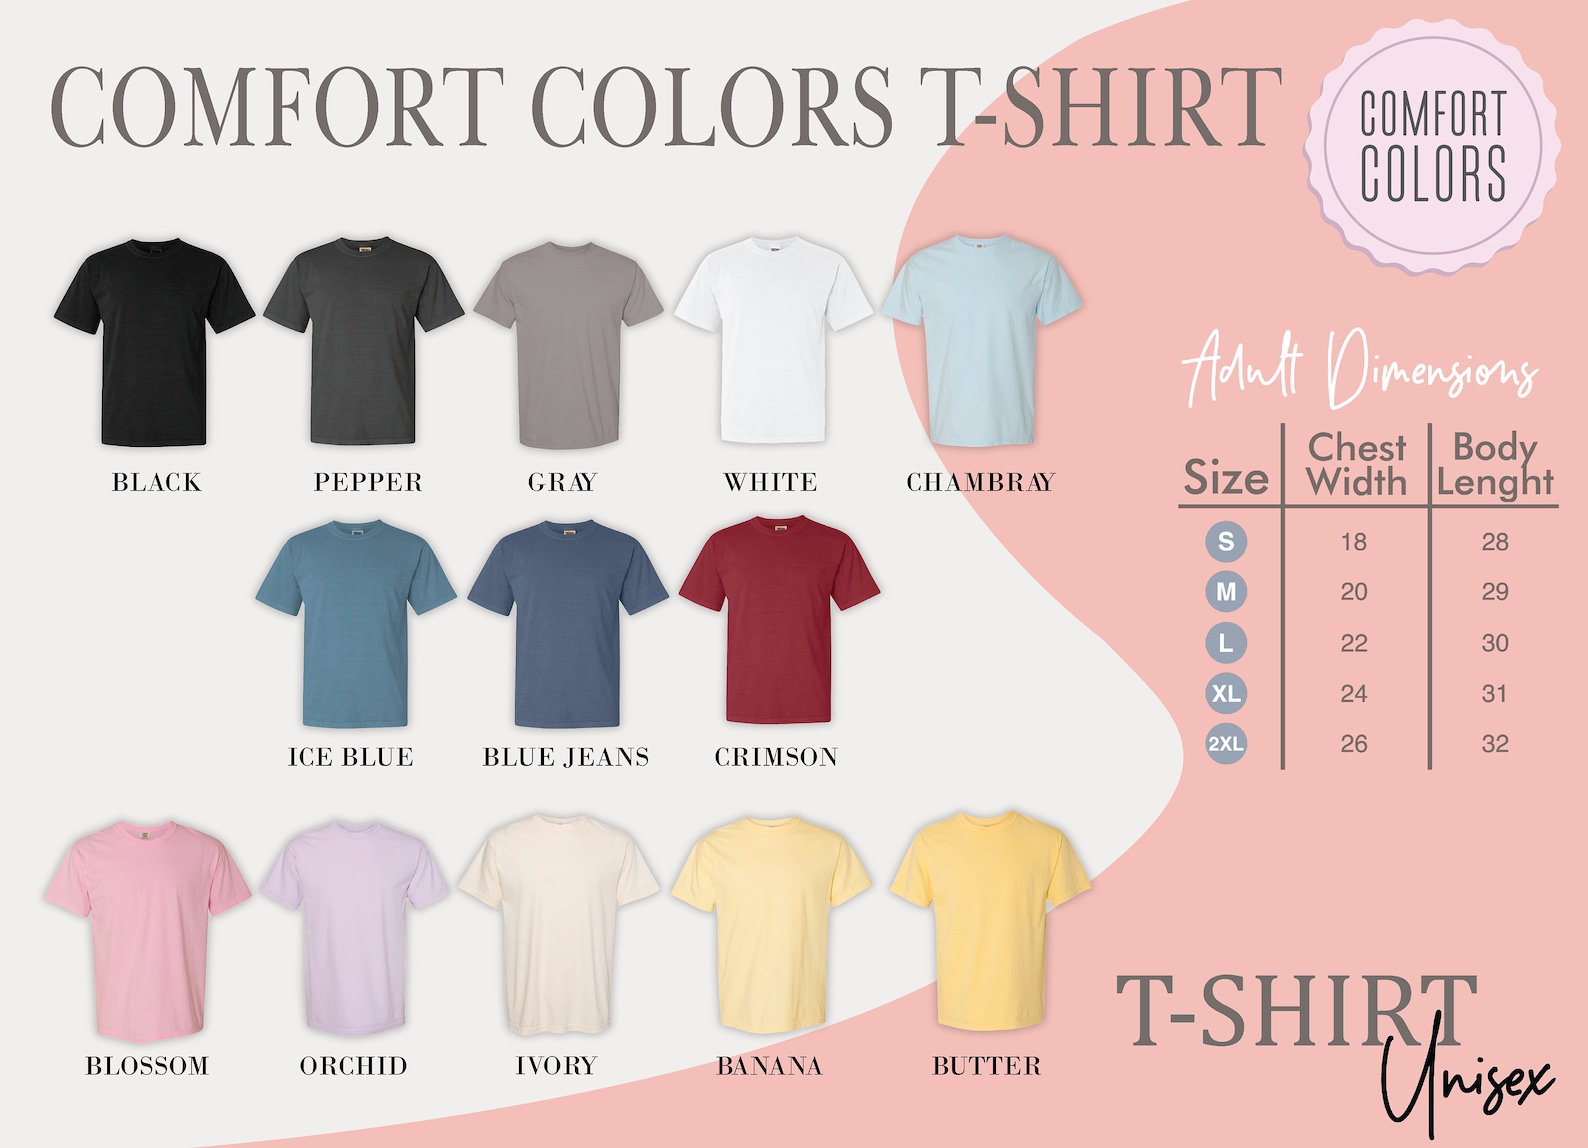 COMFORT COLORS T-SHIRT
COMFORT
COLORS
BLACK
PEPPER
GRAY
WHITE
CHAMBRAY
ICE BLUE
BLUE JEANS
CRIMSON
BLOSSOM
ORCHID
IVORY
BANANA
BUTTER
Adult Dimensions
Size
Chest
Width
Body
Lenght
S 18 28
M 20 29
L 22 30
XL 24 31
2XL 26 32
T-SHIRT
Unisex